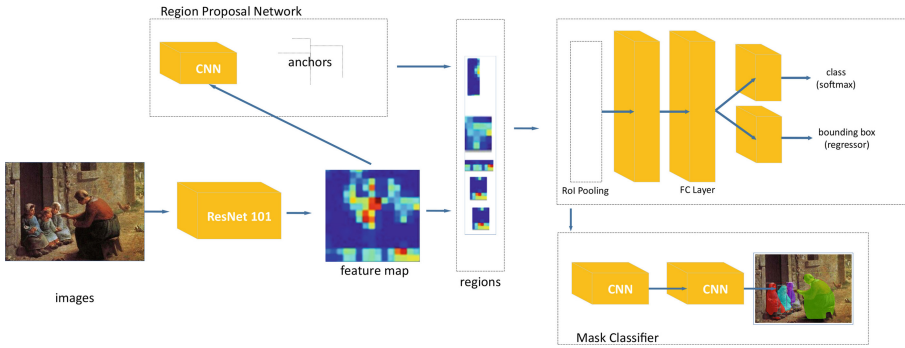 Region Proposal Network
CNN
anchors
ResNet 101
feature map
images
regions
RoI Pooling
FC Layer
class
(softmax)
bounding box
(regressor)
CNN
CNN
Mask Classifier